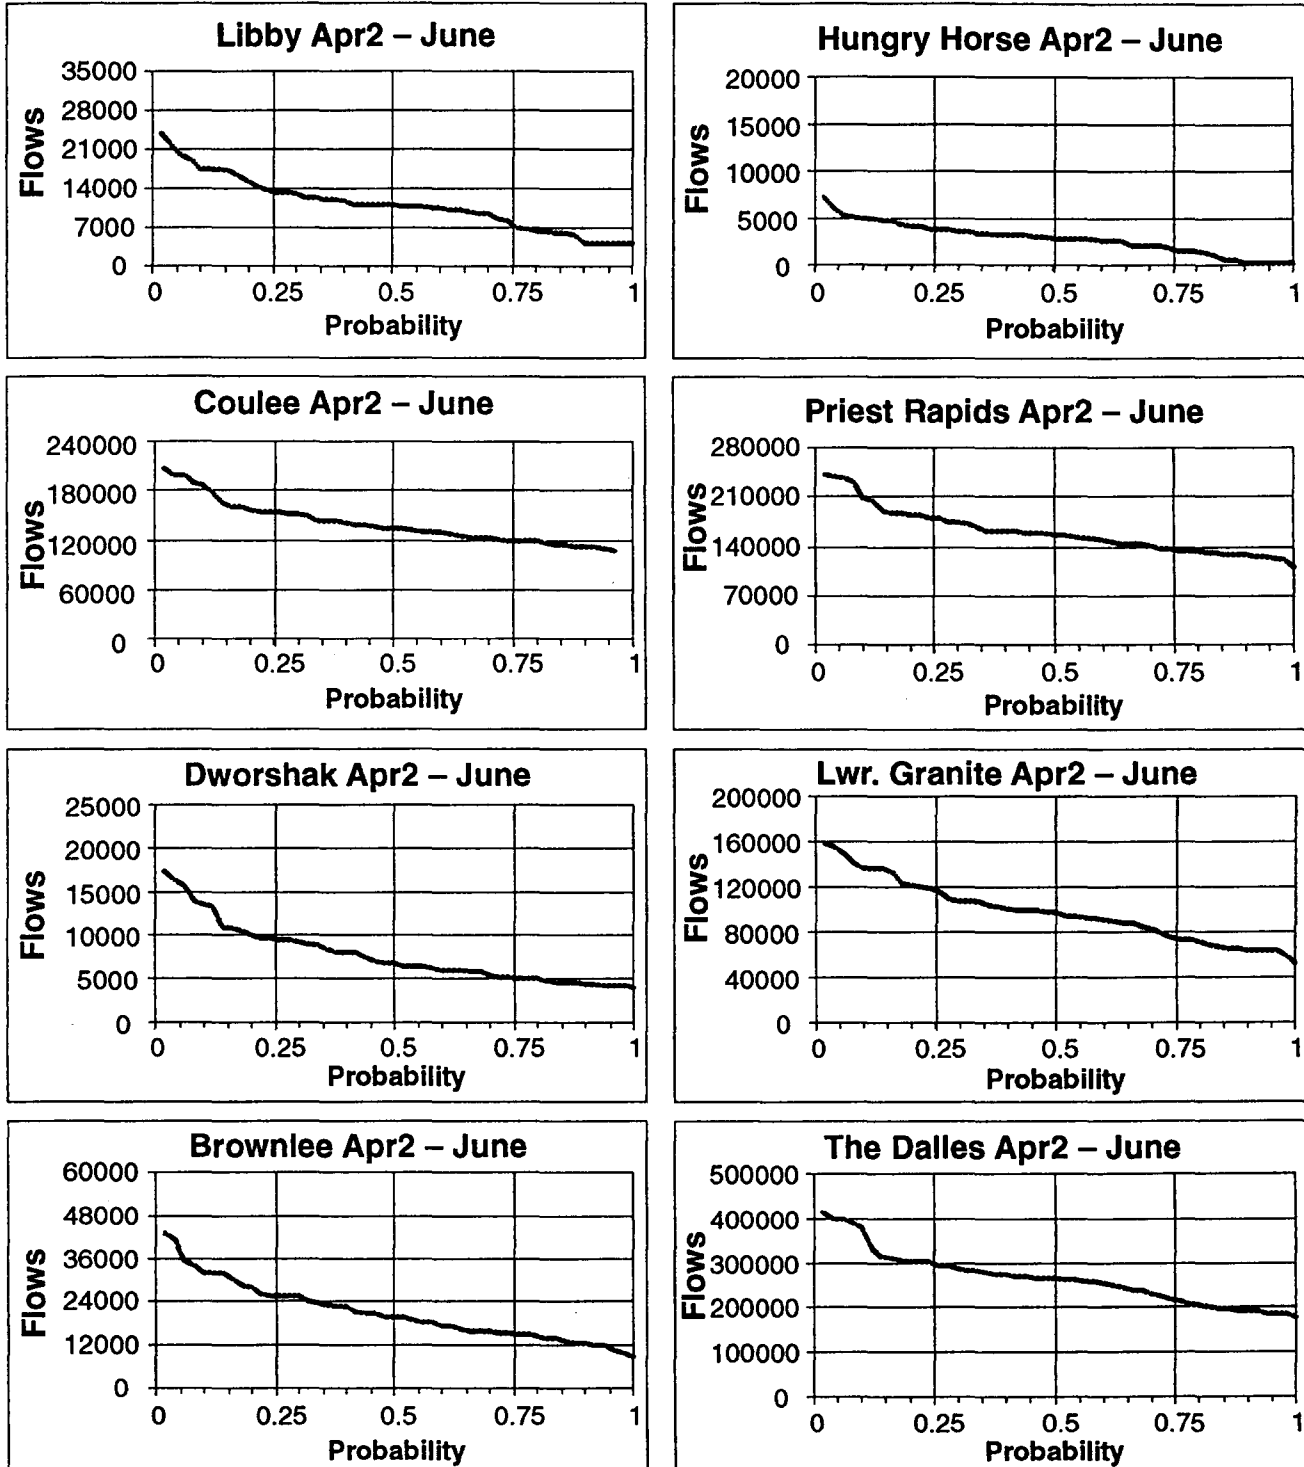 Libby Apr2 – June
Flows
35000
28000
21000
14000
7000
0
0 0.25 0.5 0.75 1
Probability
Hungry Horse Apr2 – June
Flows
20000
15000
10000
5000
0
0 0.25 0.5 0.75 1
Probability
Coulee Apr2 – June
Flows
240000
180000
120000
60000
0
0 0.25 0.5 0.75 1
Probability
Priest Rapids Apr2 – June
Flows
280000
210000
140000
70000
0
0 0.25 0.5 0.75 1
Probability
Dworshak Apr2 – June
Flows
25000
20000
15000
10000
5000
0
0 0.25 0.5 0.75 1
Probability
Lwr. Granite Apr2 – June
Flows
200000
160000
120000
80000
40000
0
0 0.25 0.5 0.75 1
Probability
Brownlee Apr2 – June
Flows
60000
48000
36000
24000
12000
0
0 0.25 0.5 0.75 1
Probability
The Dalles Apr2 – June
Flows
500000
400000
300000
200000
100000
0
0 0.25 0.5 0.75 1
Probability